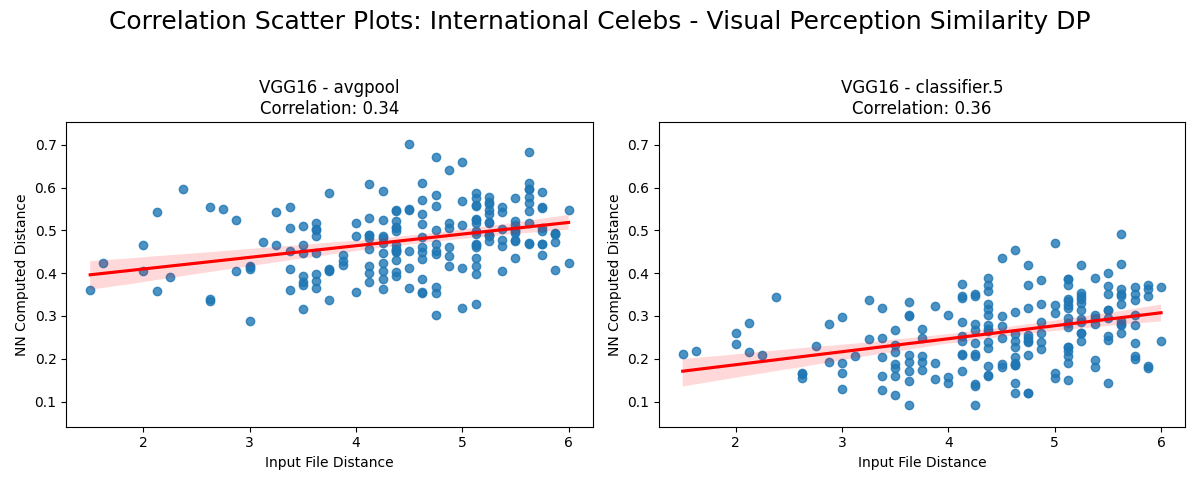 Correlation Scatter Plots: International Celebs - Visual Perception Similarity DP
VGG16 - avgpool
Correlation: 0.34
NN Computed Distance
0.7
0.6
0.5
0.4
0.3
0.2
0.1
2 3 4 5 6
Input File Distance
VGG16 - classifier.5
Correlation: 0.36
NN Computed Distance
0.7
0.6
0.5
0.4
0.3
0.2
0.1
2 3 4 5 6
Input File Distance